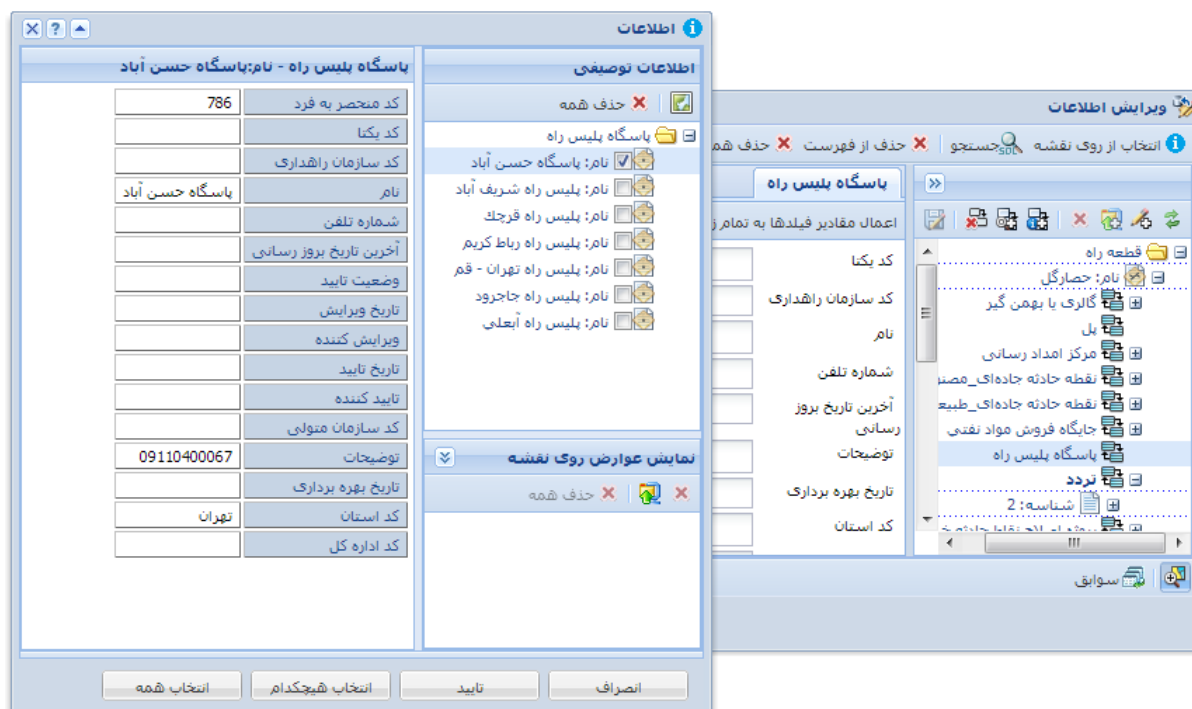 اطلاعات
اطلاعات توصیفی
حذف همه
پاسگاه پلیس راه
نام: پاسگاه حسن آباد
نام: پلیس راه شریف آباد
نام: پلیس راه قرچك
نام: پلیس راه رباط کریم
نام: پلیس راه تهران - قم
نام: پلیس راه جاجرود
نام: پلیس راه آبعلي
نمایش عوارض روی نقشه
حذف همه
پاسگاه پلیس راه - نام:پاسگاه حسن آباد
کد منحصر به فرد 786
کد یکتا
کد سازمان راهداری
نام پاسگاه حسن آباد
شماره تلفن
آخرین تاریخ بروز رسانی
وضعیت تایید
تاریخ ویرایش
ویرایش کننده
تاریخ تایید
تایید کننده
کد سازمان متولی
توضیحات 09110400067
تاریخ بهره برداری
کد استان تهران
کد اداره کل
انصراف
تایید
انتخاب هیچکدام
انتخاب همه
ویرایش اطلاعات
انتخاب از روی نقشه جستجو حذف از فهرست حذف هم
قطعه راه
نام: حصارگل
گالری یا بهمن گیر
پل
مرکز امداد رسانی
نقطه حادثه جاده‌ای_مصنو
نقطه حادثه جاده‌ای_طبیع
جایگاه فروش مواد نفتي
پاسگاه پلیس راه
تردد
شناسه: 2
پاسگاه پلیس راه
اعمال مقادیر فیلدها به تمام ز
کد یکتا
کد سازمان راهداری
نام
شماره تلفن
آخرین تاریخ بروز
رسانی
توضیحات
تاریخ بهره برداری
کد استان
سوابق